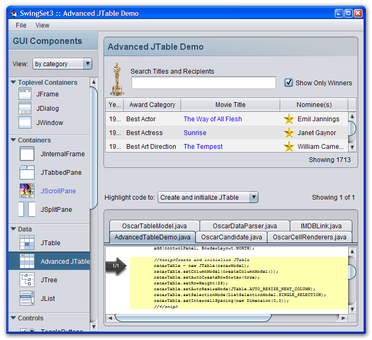 SwingSet3 :: Advanced JTable Demo
File View
GUI Components
View: by category
Toplevel Containers
JFrame
JDialog
JWindow
Containers
JInternalFrame
JTabbedPane
JScrollPane
JSplitPane
Data
JTable
Advanced JTable
JTree
JList
Controls
Advanced JTable Demo
Search Titles and Recipients
Show Only Winners
Ye... Award Category Movie Title Nominee(s)
19... Best Actor The Way of All Flesh Emil Jannings
19... Best Actress Sunrise Janet Gaynor
19... Best Art Direction The Tempest William Came...
Showing 1713
Highlight code to: Create and initialize JTable Showing 1 of 1
OscarTableModel.java OscarDataParser.java IMDBLink.java
AdvancedTableDemo.java OscarCandidate.java OscarCellRenderers.java
add(controlPanel, BorderLayout.NORTH);
1/1
//<snip>Create and initialize JTable
oscarTable = new JTable(oscarModel);
oscarTable.setColumnModel(createColumnModel());
oscarTable.setAutoCreateRowSorter(true);
oscarTable.setRowHeight(26);
oscarTable.setAutoResizeMode(JTable.AUTO_RESIZE_NEXT_COLUMN);
oscarTable.setSelectionMode(ListSelectionModel.SINGLE_SELECTION);
oscarTable.setIntercellSpacing(new Dimension(0,0));
//</snip>